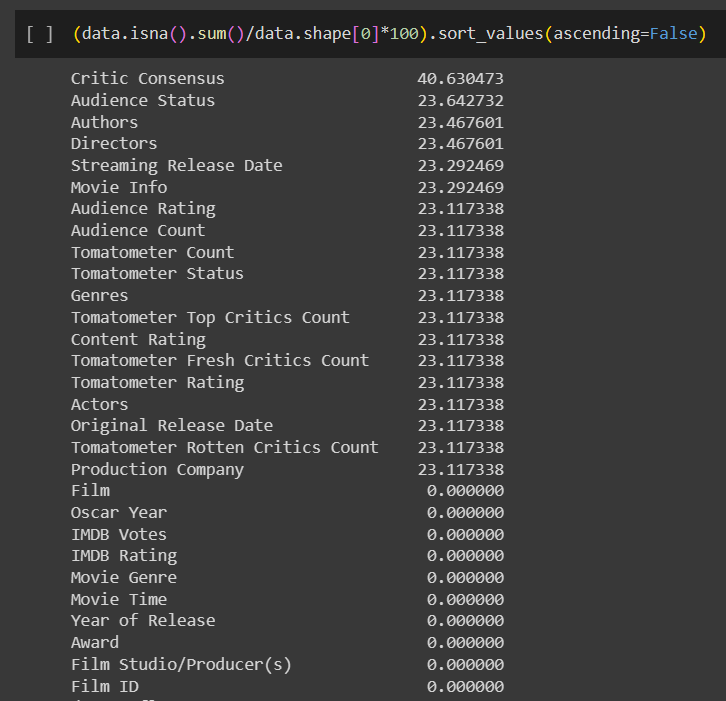 [ ] (data.isna().sum()/data.shape[0]*100).sort_values(ascending=False)
Critic Consensus 40.630473
Audience Status 23.642732
Authors 23.467601
Directors 23.467601
Streaming Release Date 23.292469
Movie Info 23.292469
Audience Rating 23.117338
Audience Count 23.117338
Tomatometer Count 23.117338
Tomatometer Status 23.117338
Genres 23.117338
Tomatometer Top Critics Count 23.117338
Content Rating 23.117338
Tomatometer Fresh Critics Count 23.117338
Tomatometer Rating 23.117338
Actors 23.117338
Original Release Date 23.117338
Tomatometer Rotten Critics Count 23.117338
Production Company 23.117338
Film 0.000000
Oscar Year 0.000000
IMDB Votes 0.000000
IMDB Rating 0.000000
Movie Genre 0.000000
Movie Time 0.000000
Year of Release 0.000000
Award 0.000000
Film Studio/Producer(s) 0.000000
Film ID 0.000000